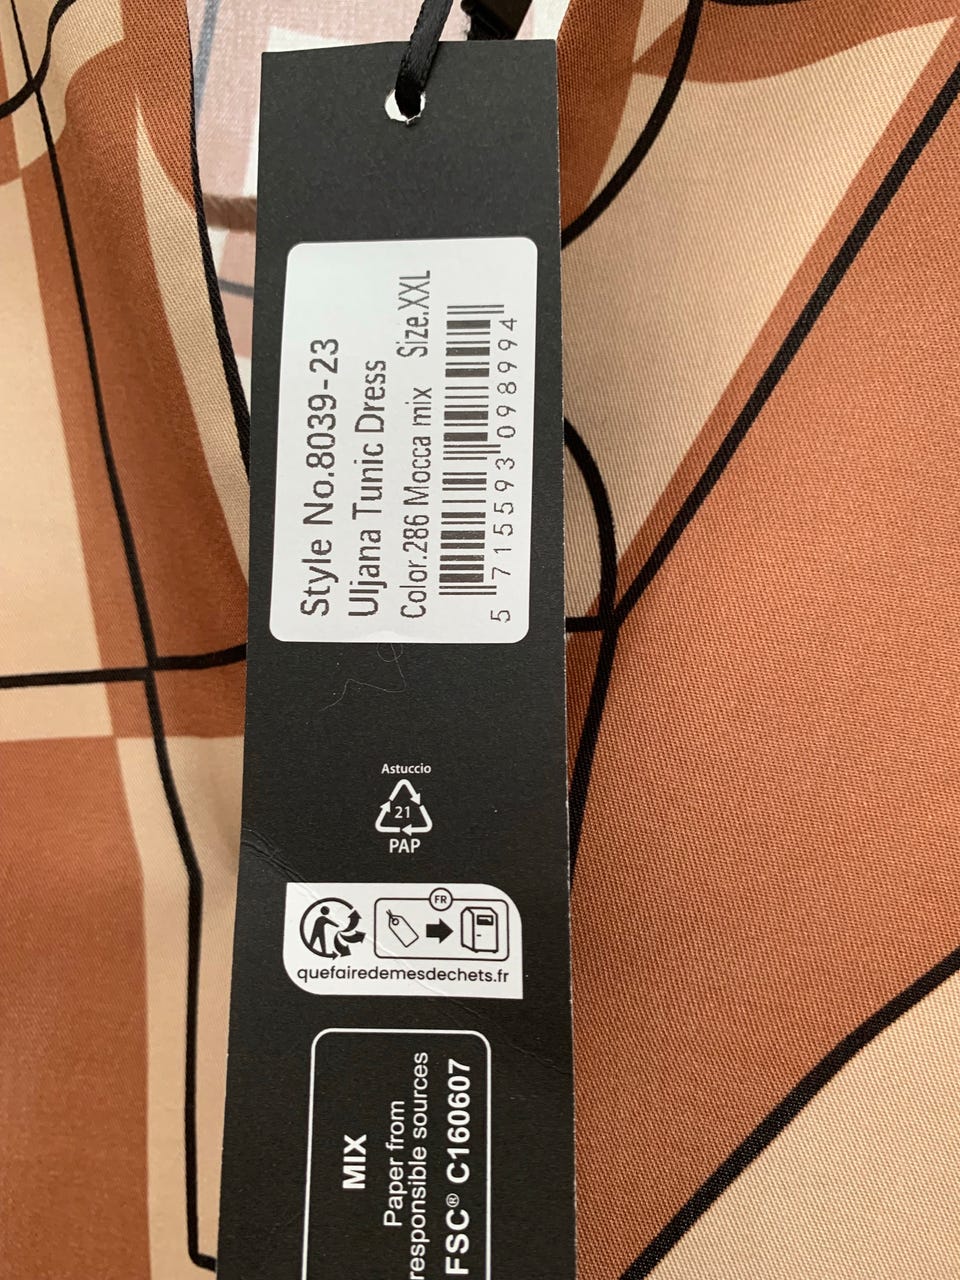 Style No.8039-23
Uljana Tunic Dress
Color.286 Mocca mix Size.XXL
5 715593 098994
Astuccio
21
PAP
FR
quefairedemesdechets.fr
MIX
Paper from
responsible sources
FSC® C160607